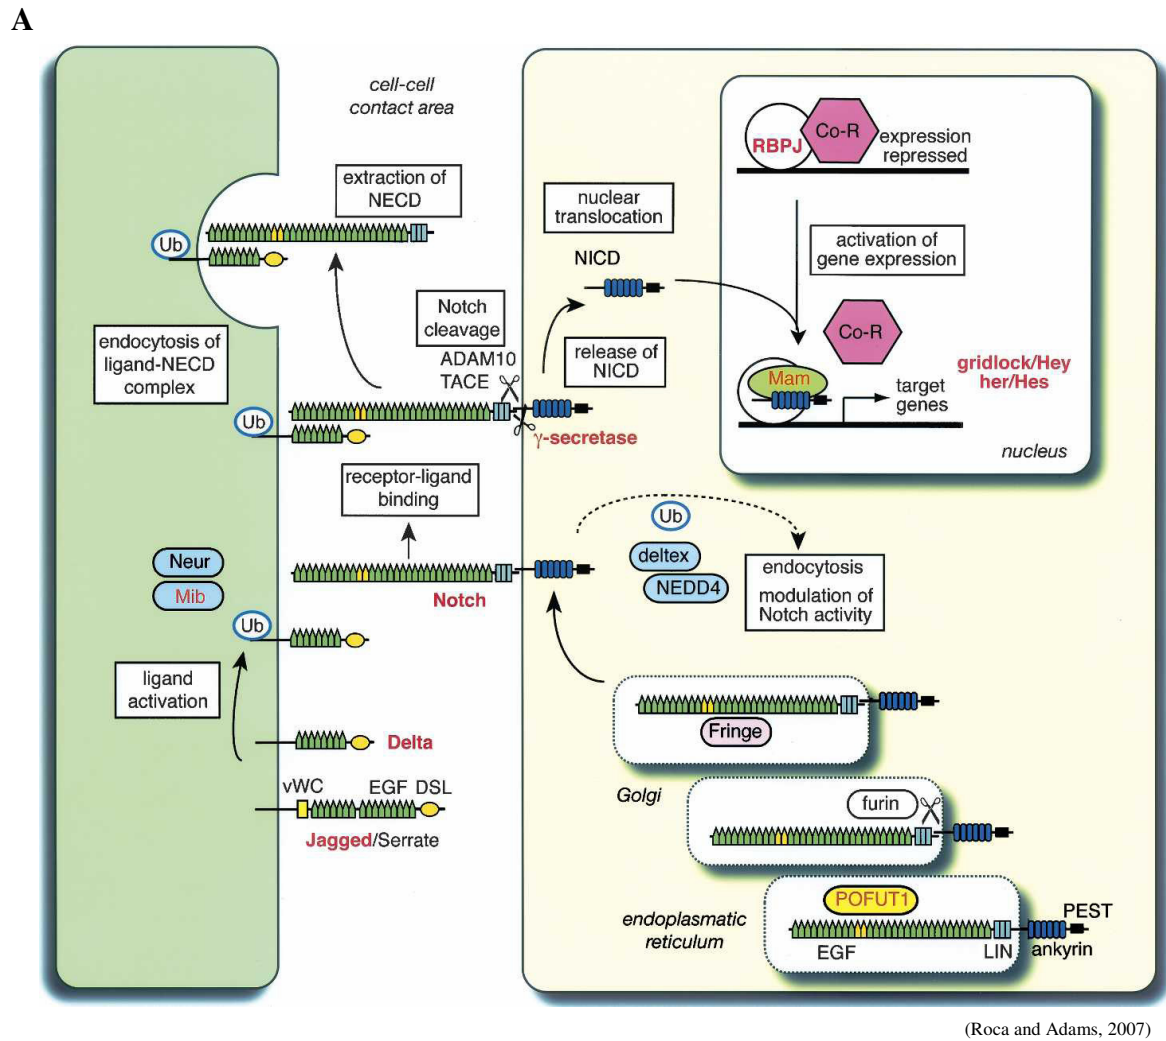 A
cell-cell
contact area
extraction of
NECD
Ub
endocytosis of
ligand-NECD
complex
Notch
cleavage
ADAM10
TACE
Ub
γ-secretase
nuclear
translocation
NICD
release of
NICD
RBPJ
Co-R
expression
repressed
activation of
gene expression
Co-R
Mam
target
genes
gridlock/Hey
her/Hes
nucleus
receptor-ligand
binding
Neur
Mib
Notch
Ub
ligand
activation
Delta
vWC
EGF
DSL
Jagged/Serrate
Ub
deltex
NEDD4
endocytosis
modulation of
Notch activity
Fringe
Golgi
furin
endoplasmatic
reticulum
POFUT1
EGF
LIN
PEST
ankyrin
(Roca and Adams, 2007)